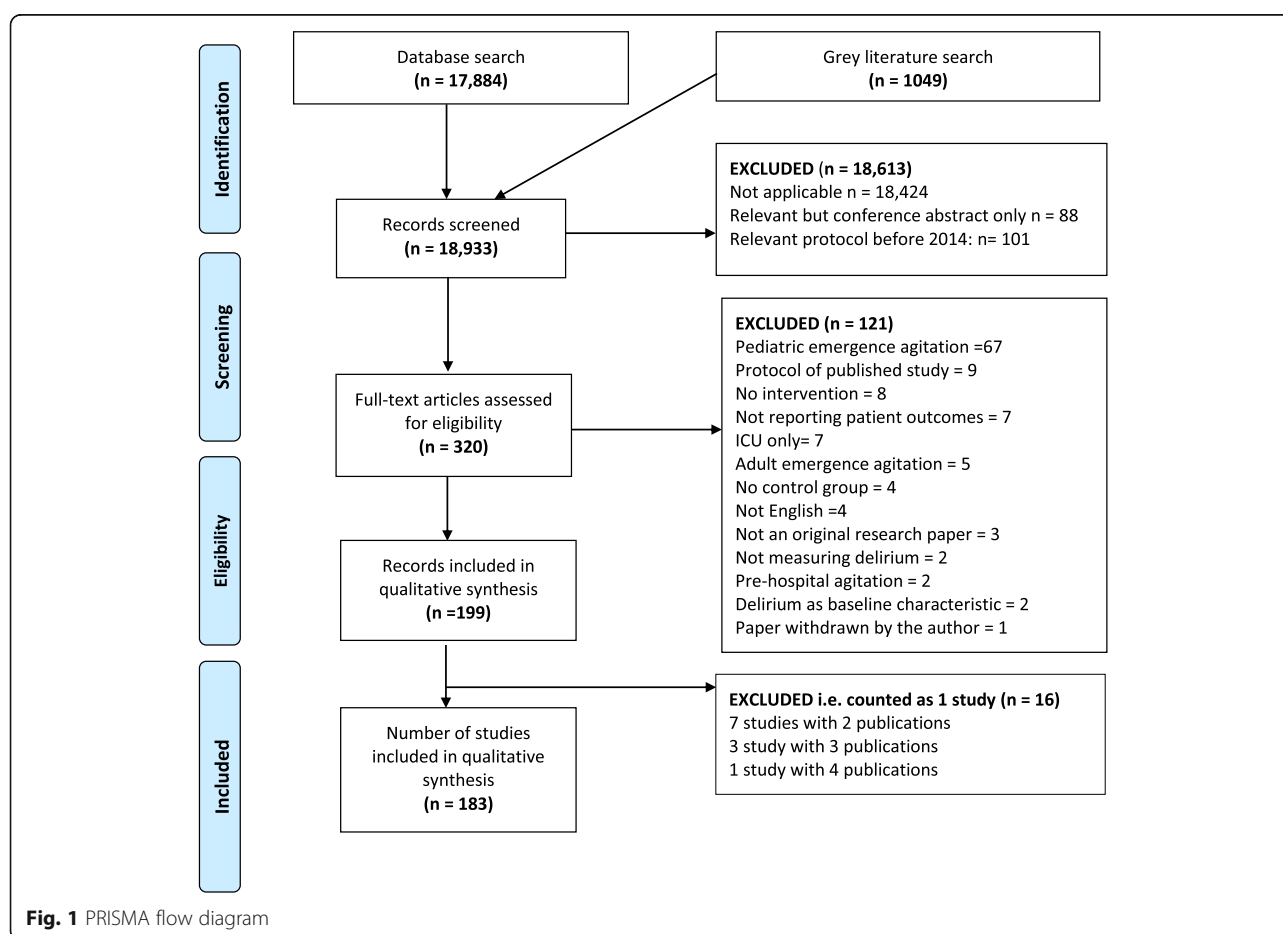 Identification
Database search
(n = 17,884)
Grey literature search
(n = 1049)
Records screened
(n = 18,933)
EXCLUDED (n = 18,613)
Not applicable n = 18,424
Relevant but conference abstract only n = 88
Relevant protocol before 2014: n= 101
Screening
Full-text articles assessed
for eligibility
(n = 320)
EXCLUDED (n = 121)
Pediatric emergence agitation =67
Protocol of published study = 9
No intervention = 8
Not reporting patient outcomes = 7
ICU only= 7
Adult emergence agitation = 5
No control group = 4
Not English =4
Not an original research paper = 3
Not measuring delirium = 2
Pre-hospital agitation = 2
Delirium as baseline characteristic = 2
Paper withdrawn by the author = 1
Eligibility
Records included in
qualitative synthesis
(n =199)
Included
Number of studies
included in qualitative
synthesis
(n = 183)
EXCLUDED i.e. counted as 1 study (n = 16)
7 studies with 2 publications
3 study with 3 publications
1 study with 4 publications
Fig. 1 PRISMA flow diagram